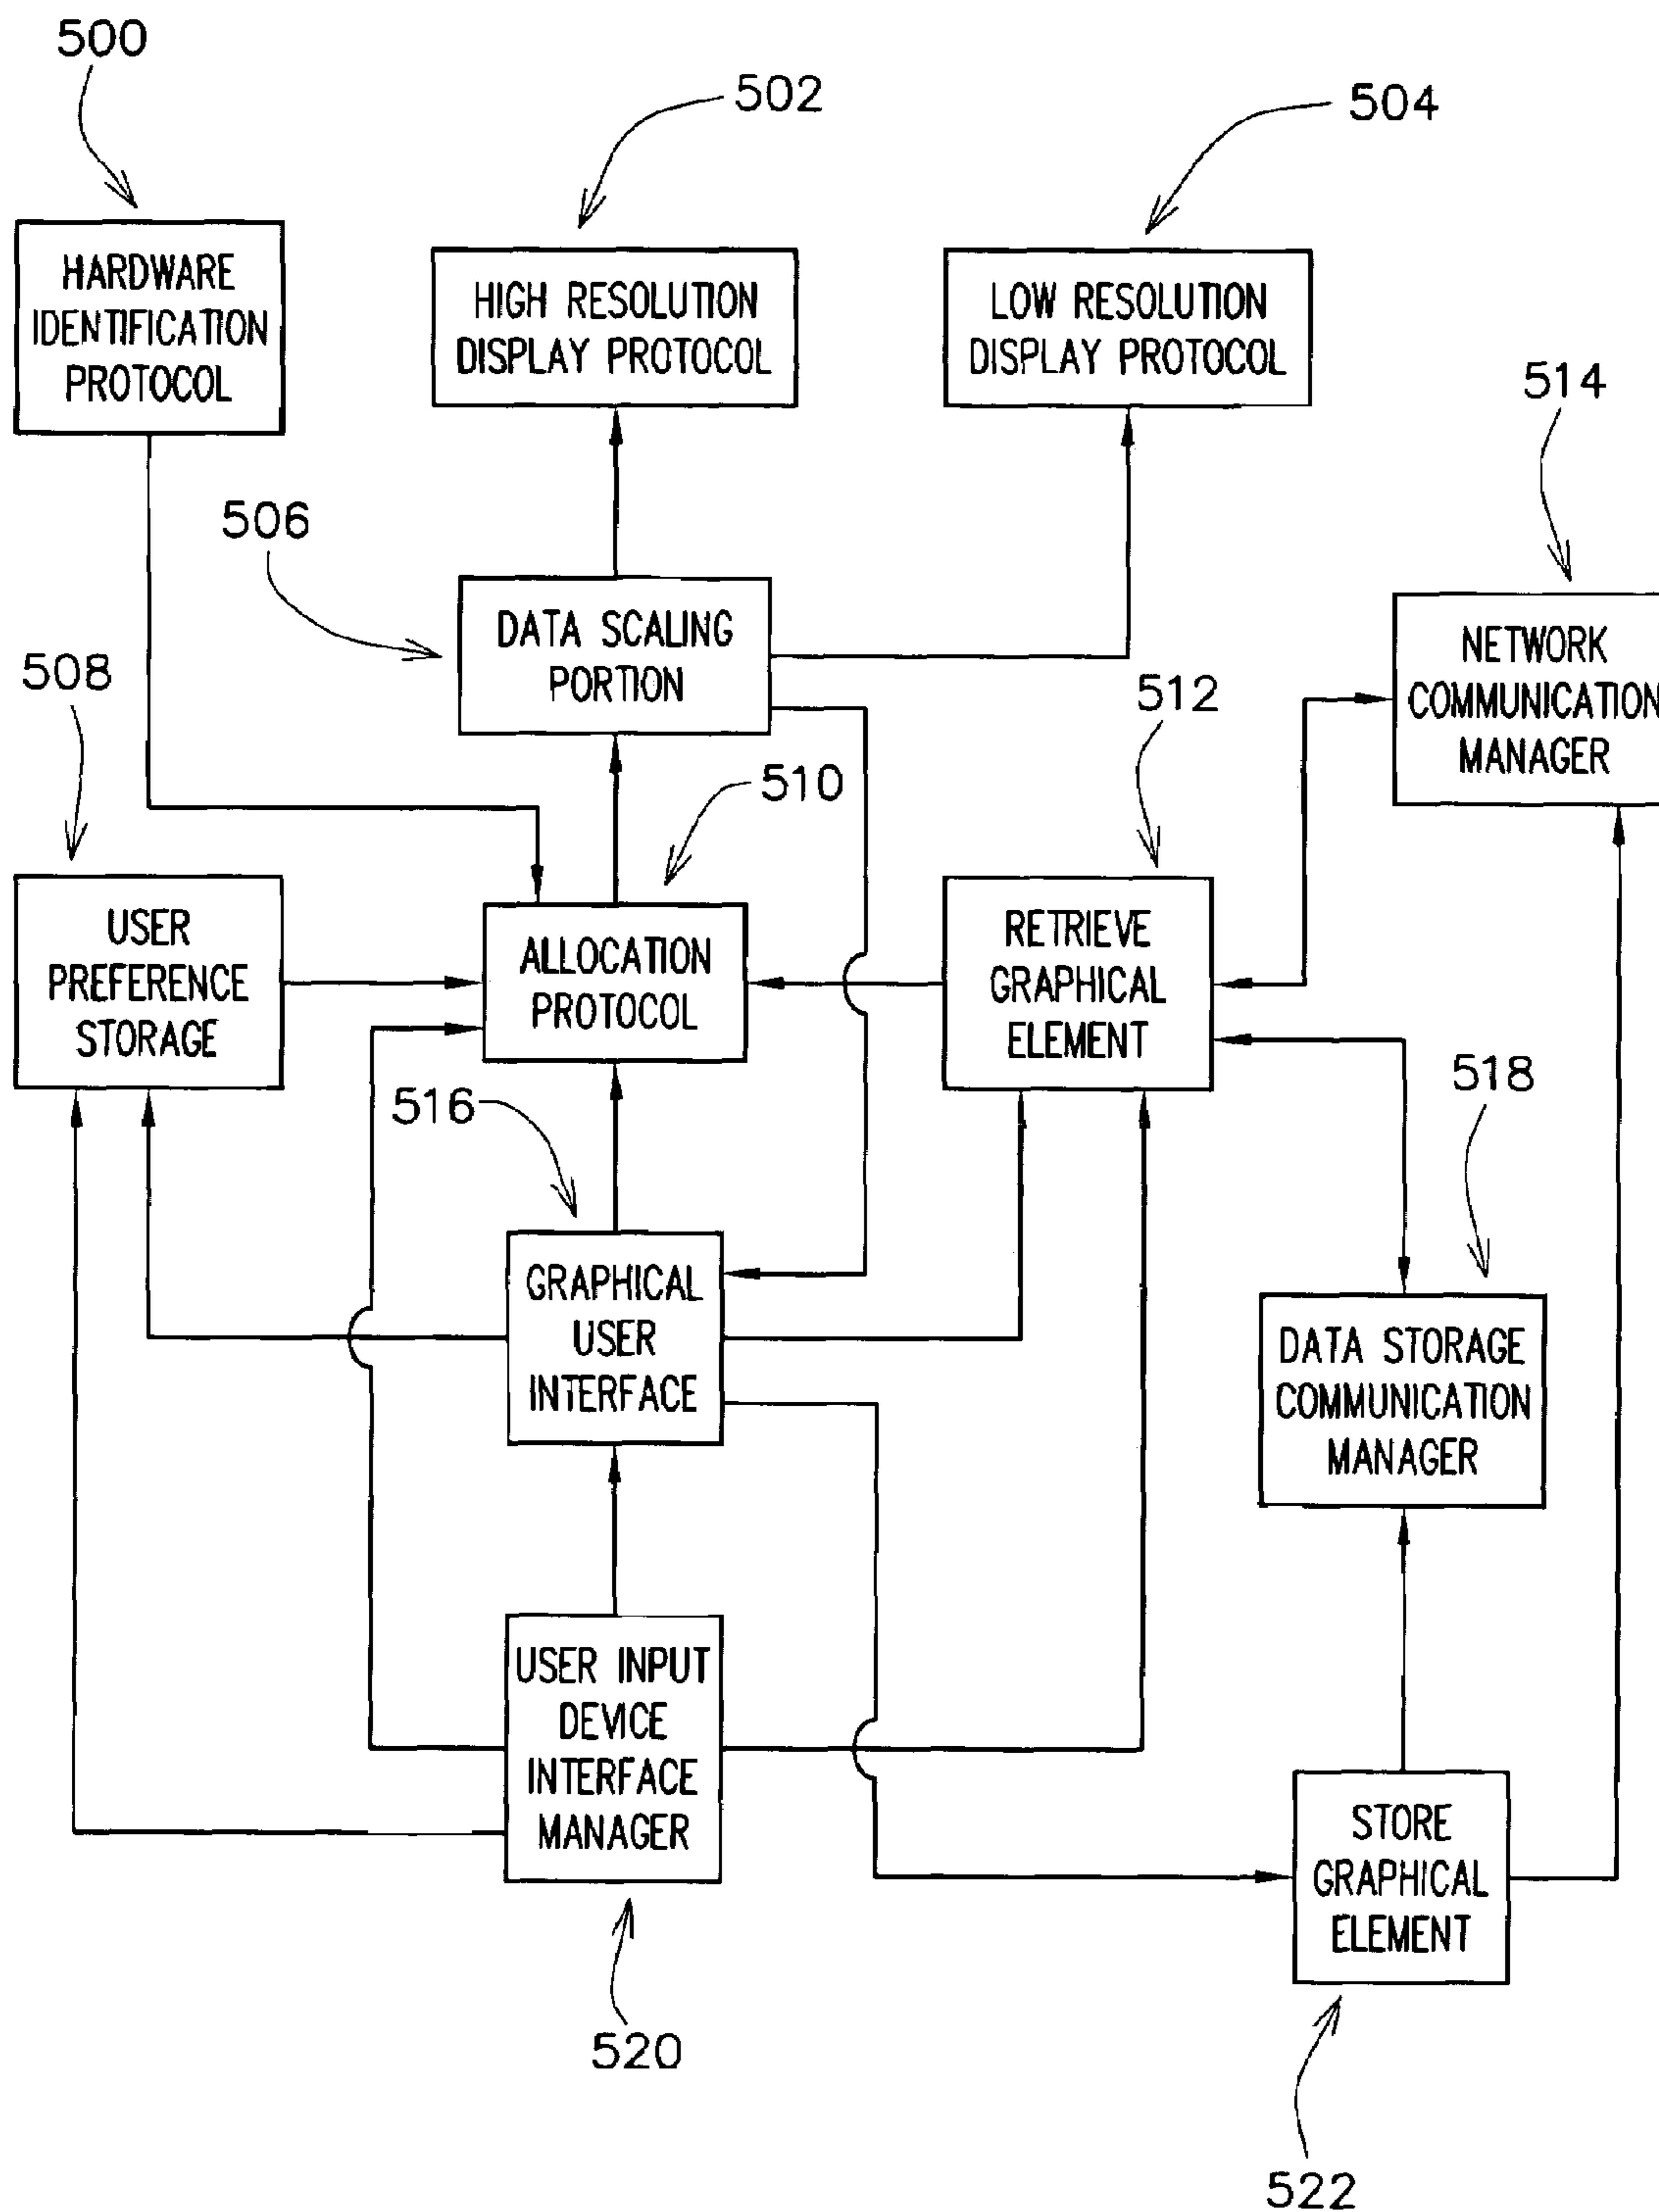 500
502
504
HARDWARE
IDENTIFICATION
PROTOCOL
HIGH RESOLUTION
DISPLAY PROTOCOL
LOW RESOLUTION
DISPLAY PROTOCOL
514
506
DATA SCALING
PORTION
NETWORK
COMMUNICATION
MANAGER
508
512
510
USER
PREFERENCE
STORAGE
ALLOCATION
PROTOCOL
RETRIEVE
GRAPHICAL
ELEMENT
516
518
GRAPHICAL
USER
INTERFACE
DATA STORAGE
COMMUNICATION
MANAGER
USER INPUT
DEVICE
INTERFACE
MANAGER
STORE
GRAPHICAL
ELEMENT
520
522